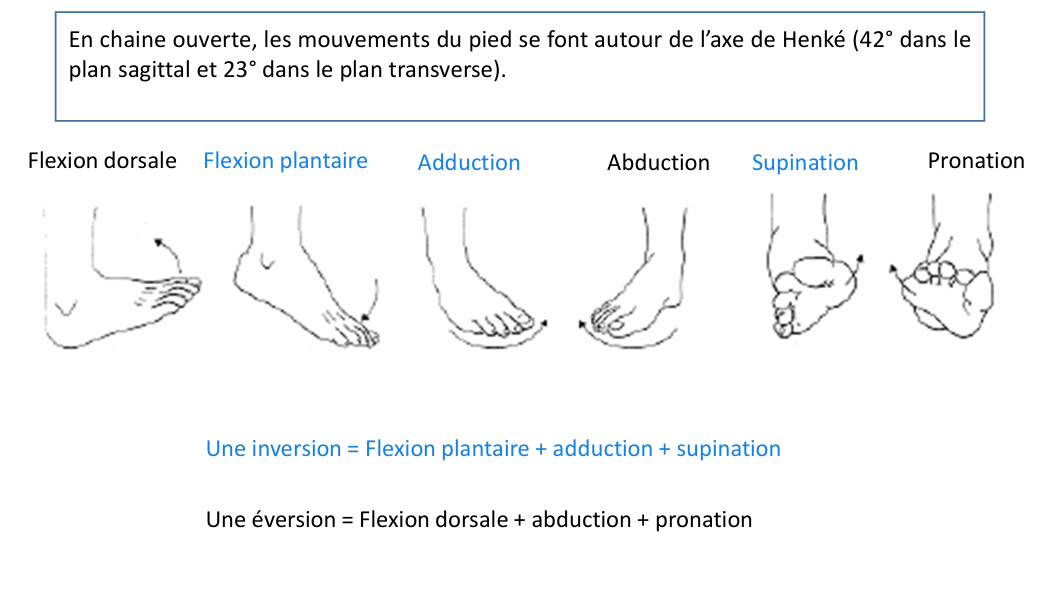 En chaine ouverte, les mouvements du pied se font autour de l’axe de Henké (42° dans le
plan sagittal et 23° dans le plan transverse).
Flexion dorsale
Flexion plantaire
Adduction
Abduction
Supination
Pronation
Une inversion = Flexion plantaire + adduction + supination
Une éversion = Flexion dorsale + abduction + pronation